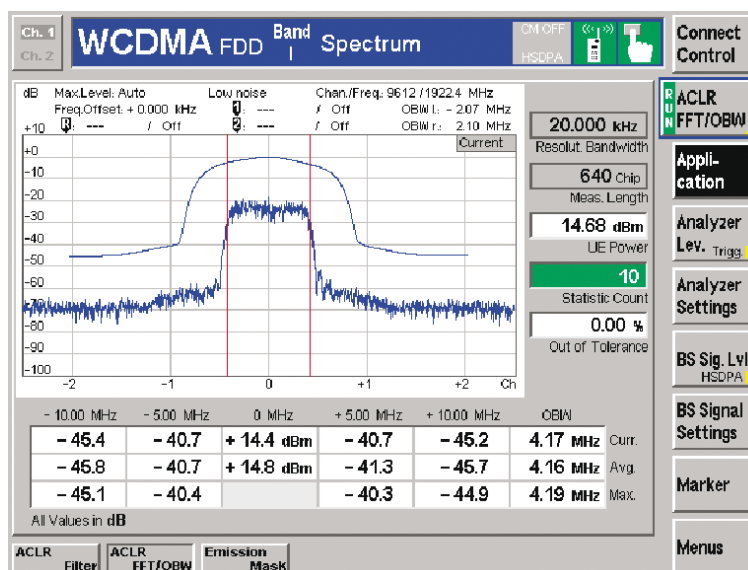 Ch. 1
Ch. 2
WCDMA FDD Band I Spectrum
CM OFF
HSDPA
Connect Control
dB Max.Level: Auto Low noise Chan./Freq.: 9612 / 1922.4 MHz
Freq.Offset: + 0.000 kHz 1: --- / Off OBW l.: - 2.07 MHz
+10 R: --- / Off 2: --- / Off OBW r.: 2.10 MHz
Current
+0
-10
-20
-30
-40
-50
-60
-70
-80
-90
-100
-2 -1 0 +1 +2 Ch
20.000 kHz
Resolut. Bandwidth
640 Chip
Meas. Length
14.68 dBm
UE Power
10
Statistic Count
0.00 %
Out of Tolerance
- 10.00 MHz - 5.00 MHz 0 MHz + 5.00 MHz + 10.00 MHz OBW
- 45.4 - 40.7 + 14.4 dBm - 40.7 - 45.2 4.17 MHz Curr.
- 45.8 - 40.7 + 14.8 dBm - 41.3 - 45.7 4.16 MHz Avg.
- 45.1 - 40.4 - 40.3 - 44.9 4.19 MHz Max.
All Values in dB
RUN
ACLR
FFT/OBW
Appli-
cation
Analyzer
Lev. Trigg.
Analyzer
Settings
BS Sig. Lvl
HSDPA
BS Signal
Settings
Marker
Menus
ACLR
Filter
ACLR
FFT/OBW
Emission
Mask